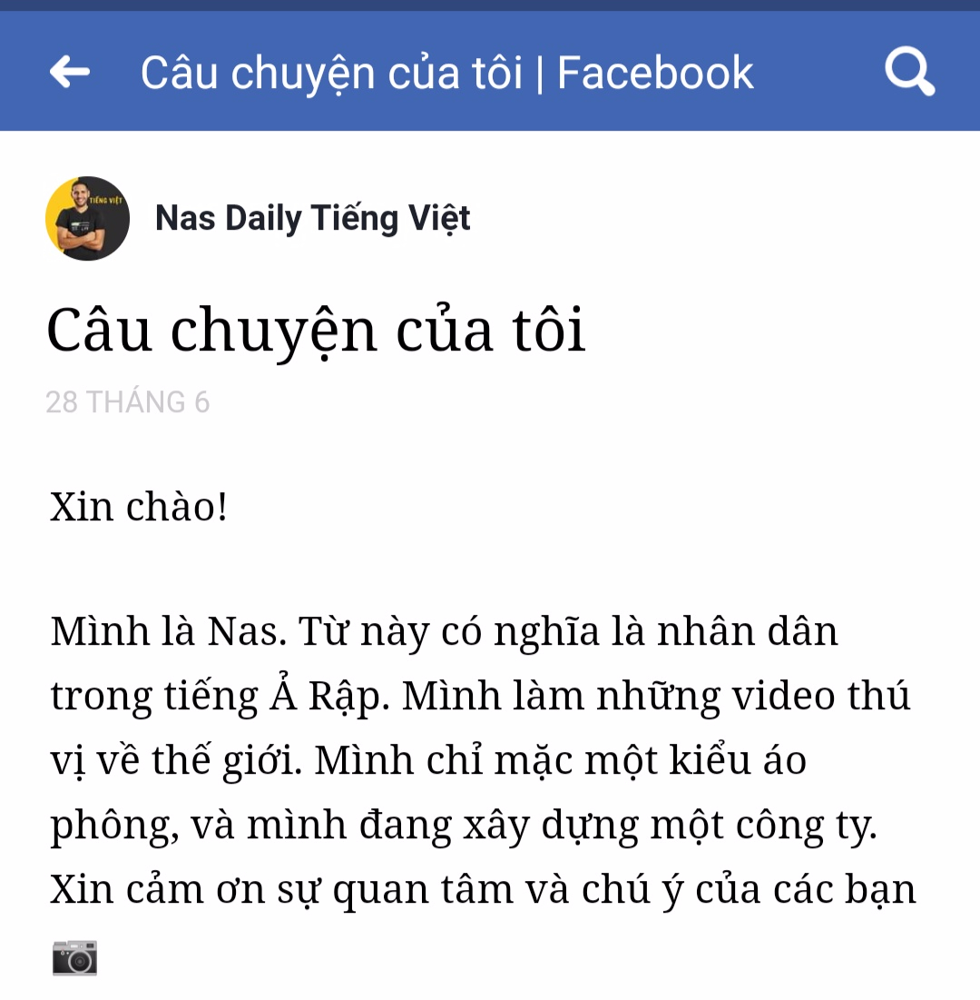 Câu chuyện của tôi | Facebook
TIẾNG VIỆT
Nas Daily Tiếng Việt
Câu chuyện của tôi
28 THÁNG 6
Xin chào!
Mình là Nas. Từ này có nghĩa là nhân dân
trong tiếng Ả Rập. Mình làm những video thú
vị về thế giới. Mình chỉ mặc một kiểu áo
phông, và mình đang xây dựng một công ty.
Xin cảm ơn sự quan tâm và chú ý của các bạn